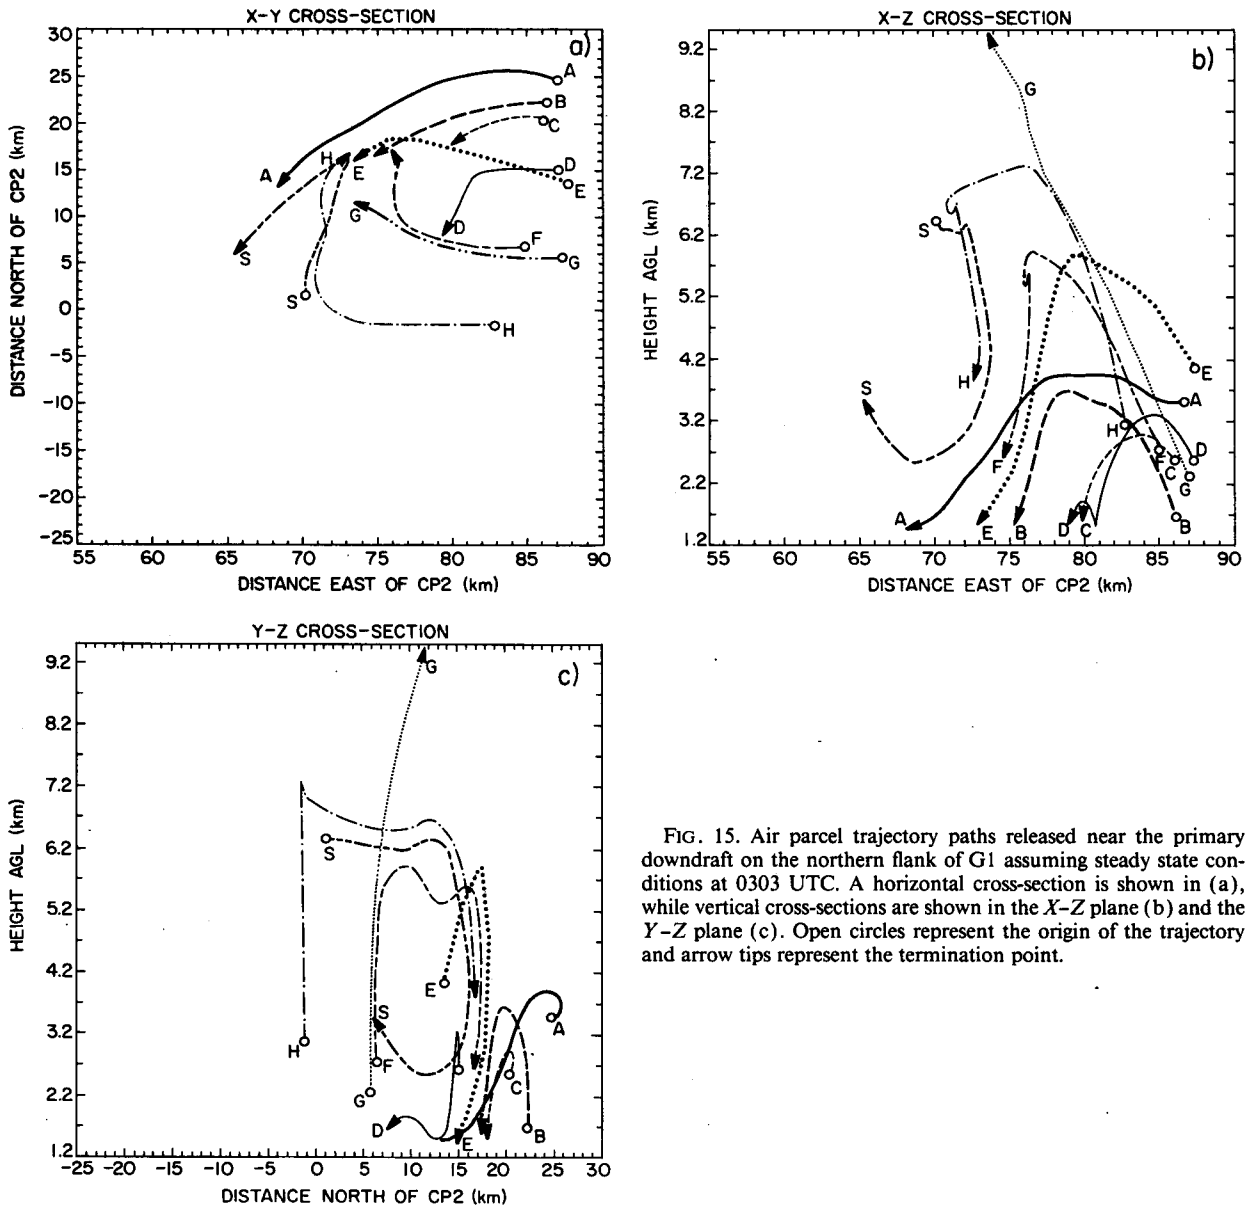 X-Y CROSS-SECTION
a)
30
25
20
15
10
5
0
-5
-10
-15
-20
-25
DISTANCE NORTH OF CP2 (km)
A
B
C
H
A
E
D
E
G
D
F
S
G
S
H
55 60 65 70 75 80 85 90
DISTANCE EAST OF CP2 (km)
X-Z CROSS-SECTION
b)
9.2
8.2
7.2
6.2
5.2
4.2
3.2
2.2
1.2
HEIGHT AGL (km)
G
S
E
H
S
A
H
D
F
F
C
G
A
E
B
D
C
B
55 60 65 70 75 80 85 90
DISTANCE EAST OF CP2 (km)
Y-Z CROSS-SECTION
c)
9.2
8.2
7.2
6.2
5.2
4.2
3.2
2.2
1.2
HEIGHT AGL (km)
G
S
E
S
A
H
F
C
G
D
E
B
-25 -20 -15 -10 -5 0 5 10 15 20 25 30
DISTANCE NORTH OF CP2 (km)
FIG. 15. Air parcel trajectory paths released near the primary
downdraft on the northern flank of G1 assuming steady state con-
ditions at 0303 UTC. A horizontal cross-section is shown in (a),
while vertical cross-sections are shown in the X-Z plane (b) and the
Y-Z plane (c). Open circles represent the origin of the trajectory
and arrow tips represent the termination point.